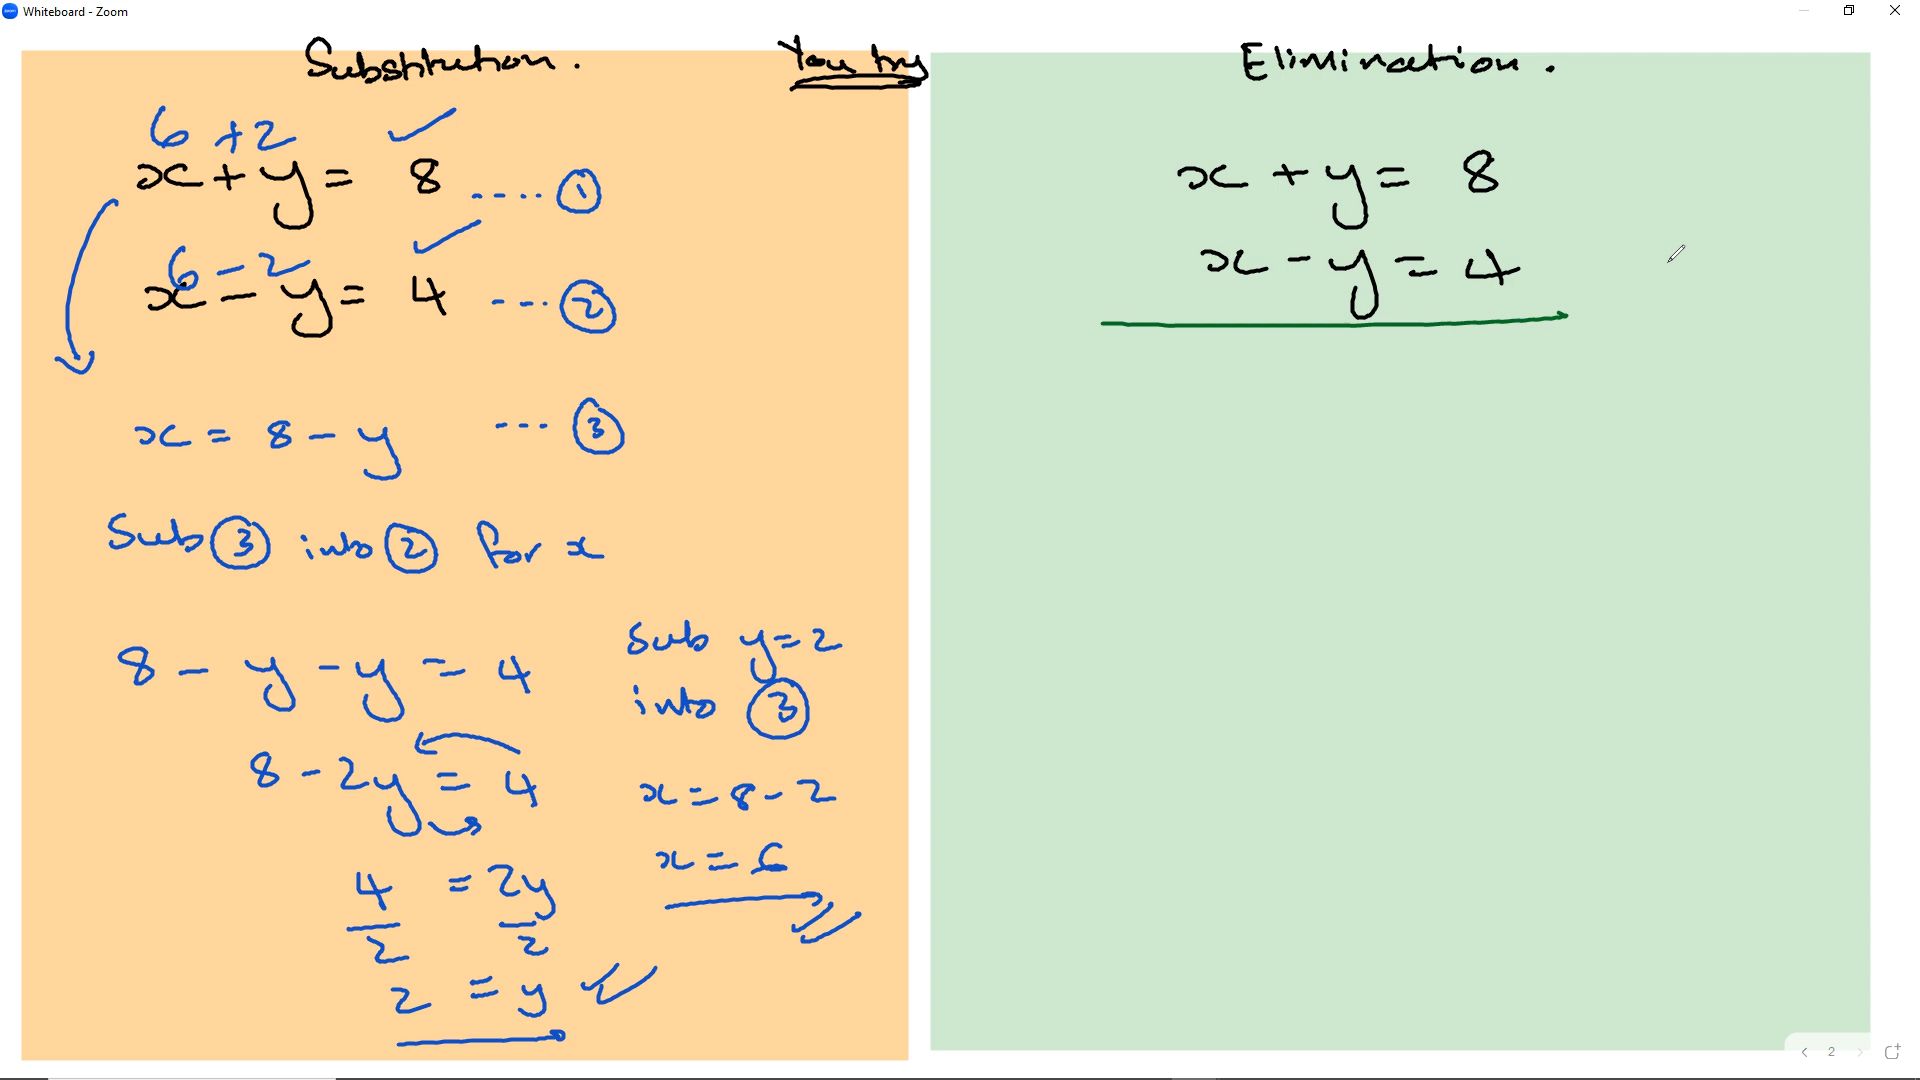 Whiteboard - Zoom
Substitution.
You try
6 + 2
x + y = 8 .... ①
6 - 2
x - y = 4 --- ②
x = 8 - y --- ③
Sub ③ into ② for x
8 - y - y = 4
8 - 2y = 4
4 = 2y
2 2
2 = y
Sub y = 2
into ③
x = 8 - 2
x = 6
Elimination.
x + y = 8
x - y = 4
2